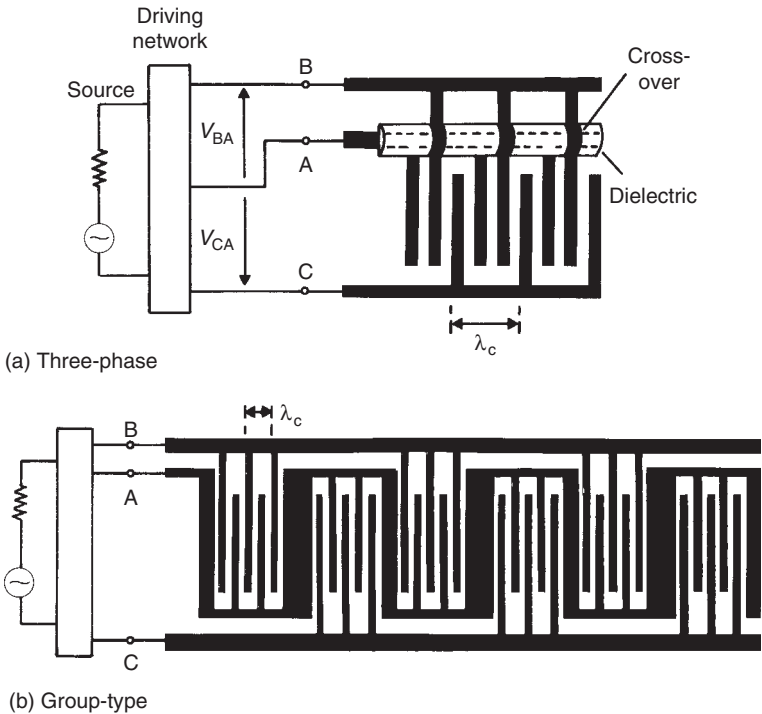 Driving
network
Source
B
V_BA
A
V_CA
C
Cross-
over
Dielectric
λ_c
(a) Three-phase
B
λ_c
A
C
(b) Group-type